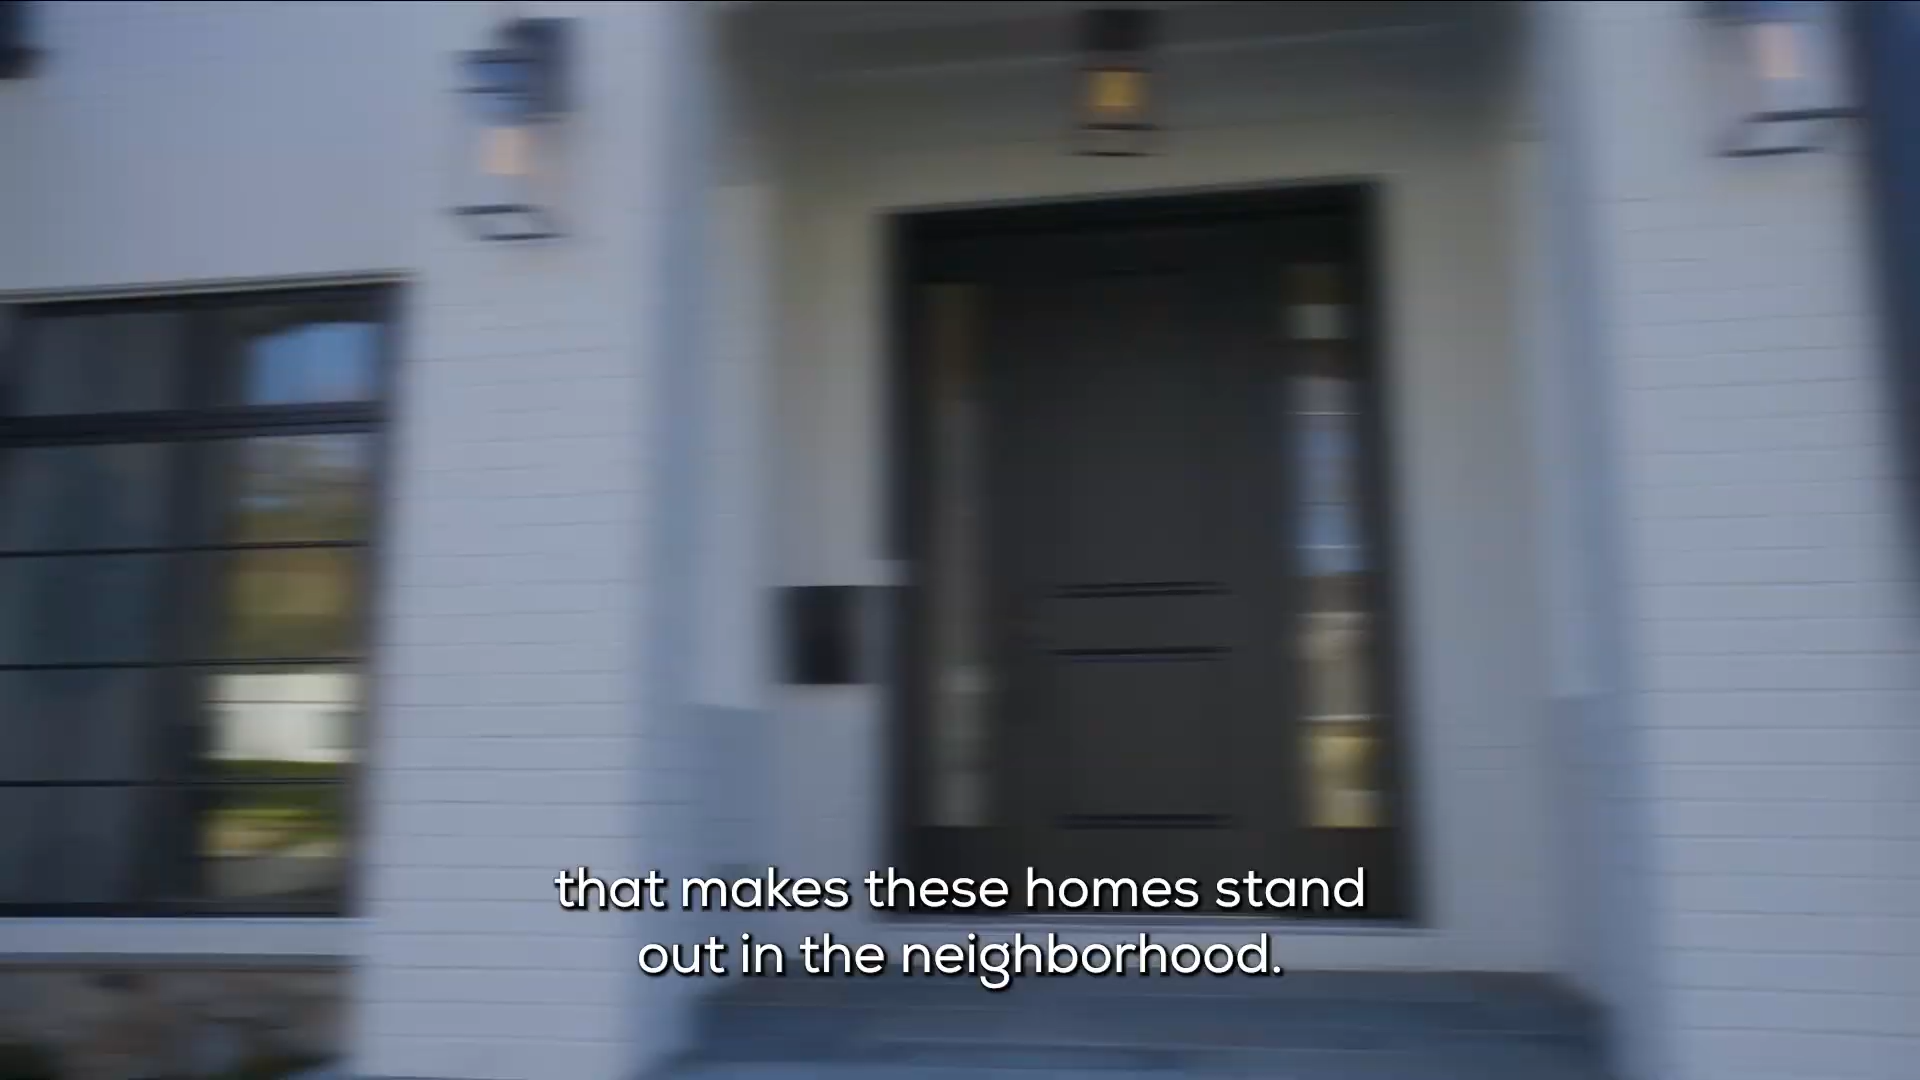 that makes these homes stand
out in the neighborhood.